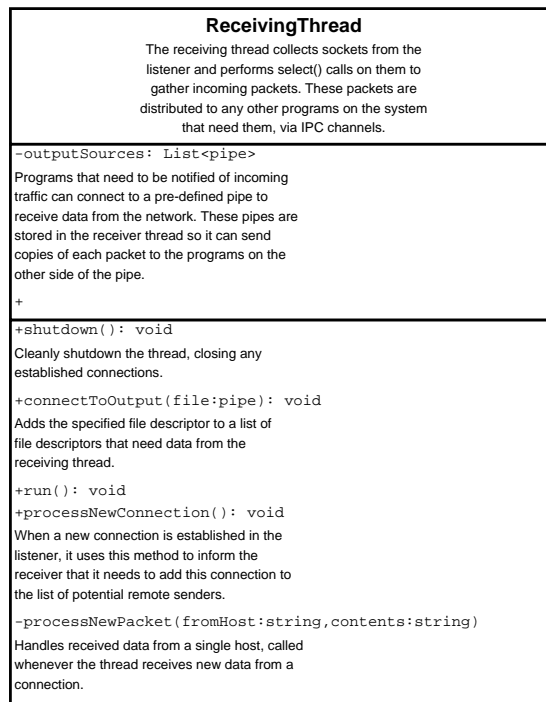 ReceivingThread
The receiving thread collects sockets from the
listener and performs select() calls on them to
gather incoming packets. These packets are
distributed to any other programs on the system
that need them, via IPC channels.
-outputSources: List<pipe>
Programs that need to be notified of incoming
traffic can connect to a pre-defined pipe to
receive data from the network. These pipes are
stored in the receiver thread so it can send
copies of each packet to the programs on the
other side of the pipe.
+
+shutdown(): void
Cleanly shutdown the thread, closing any
established connections.
+connectToOutput(file:pipe): void
Adds the specified file descriptor to a list of
file descriptors that need data from the
receiving thread.
+run(): void
+processNewConnection(): void
When a new connection is established in the
listener, it uses this method to inform the
receiver that it needs to add this connection to
the list of potential remote senders.
-processNewPacket(fromHost:string,contents:string)
Handles received data from a single host, called
whenever the thread receives new data from a
connection.